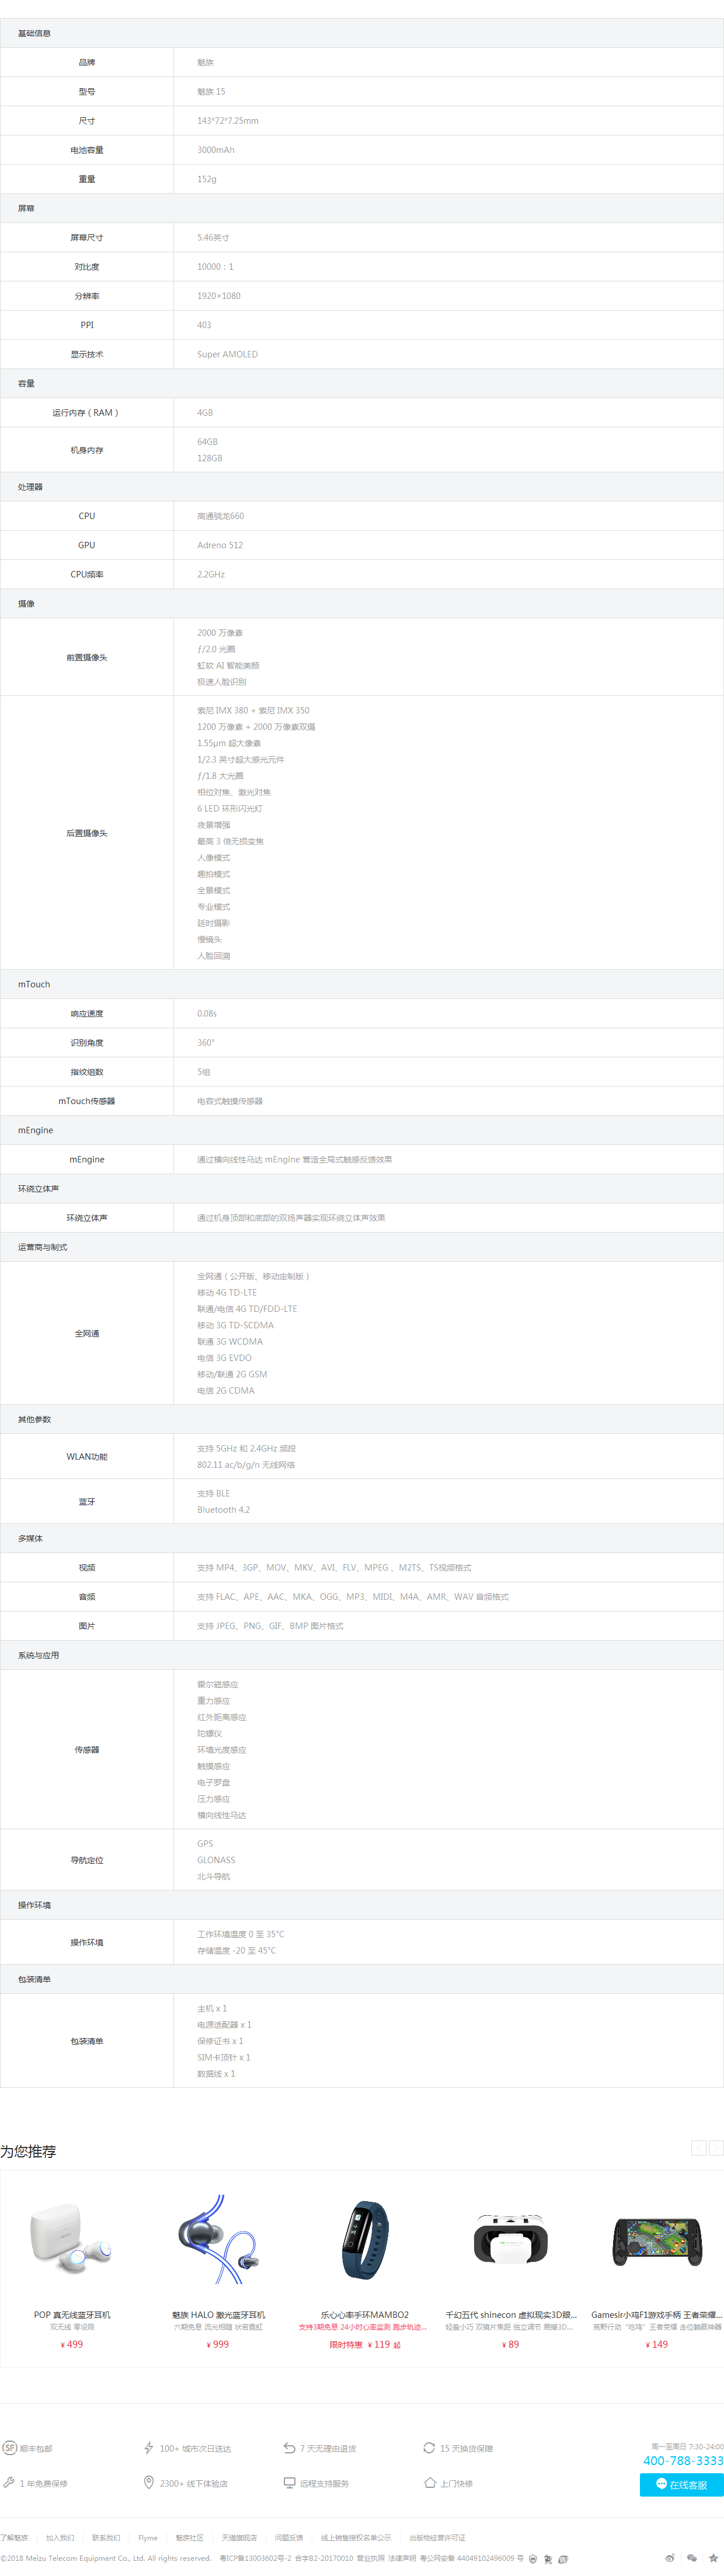 基础信息
品牌 魅族
型号 魅族 15
尺寸 143*72*7.25mm
电池容量 3000mAh
重量 152g
屏幕
屏幕尺寸 5.46英寸
对比度 10000：1
分辨率 1920×1080
PPI 403
显示技术 Super AMOLED
容量
运行内存（RAM） 4GB
机身内存
64GB
128GB
处理器
CPU 高通骁龙660
GPU Adreno 512
CPU频率 2.2GHz
摄像
前置摄像头
2000 万像素
ƒ/2.0 光圈
虹软 AI 智能美颜
极速人脸识别
后置摄像头
索尼 IMX 380 + 索尼 IMX 350
1200 万像素 + 2000 万像素双摄
1.55μm 超大像素
1/2.3 英寸超大感光元件
ƒ/1.8 大光圈
相位对焦、激光对焦
6 LED 环形闪光灯
夜景增强
最高 3 倍无损变焦
人像模式
趣拍模式
全景模式
专业模式
延时摄影
慢镜头
人脸回溯
mTouch
响应速度 0.08s
识别角度 360°
指纹组数 5组
mTouch传感器 电容式触摸传感器
mEngine
mEngine 通过横向线性马达 mEngine 营造全局式触感反馈效果
环绕立体声
环绕立体声 通过机身顶部和底部的双扬声器实现环绕立体声效果
运营商与制式
全网通
全网通（公开版、移动定制版）
移动 4G TD-LTE
联通/电信 4G TD/FDD-LTE
移动 3G TD-SCDMA
联通 3G WCDMA
电信 3G EVDO
移动/联通 2G GSM
电信 2G CDMA
其他参数
WLAN功能
支持 5GHz 和 2.4GHz 频段
802.11 ac/b/g/n 无线网络
蓝牙
支持 BLE
Bluetooth 4.2
多媒体
视频 支持 MP4、3GP、MOV、MKV、AVI、FLV、MPEG 、M2TS、TS视频格式
音频 支持 FLAC、APE、AAC、MKA、OGG、MP3、MIDI、M4A、AMR、WAV 音频格式
图片 支持 JPEG、PNG、GIF、BMP 图片格式
系统与应用
传感器
霍尔磁感应
重力感应
红外距离感应
陀螺仪
环境光度感应
触摸感应
电子罗盘
压力感应
横向线性马达
导航定位
GPS
GLONASS
北斗导航
操作环境
操作环境
工作环境温度 0 至 35°C
存储温度 -20 至 45°C
包装清单
包装清单
主机 x 1
电源适配器 x 1
保修证书 x 1
SIM卡顶针 x 1
数据线 x 1
为您推荐
POP 真无线蓝牙耳机
双无线 零设限
¥ 499
魅族 HALO 激光蓝牙耳机
六期免息 流光相随 状若霓虹
¥ 999
乐心心率手环MAMBO2
支持3期免息 24小时心率监测 跑步轨迹...
限时特惠 ¥ 119 起
千幻五代 shinecon 虚拟现实3D眼...
轻盈小巧 双镜片焦距 独立调节 震撼3D...
¥ 89
Gamesir小鸡F1游戏手柄 王者荣耀...
荒野行动 "吃鸡" 王者荣耀 走位躺赢神器
¥ 149
SF 顺丰包邮
100+ 城市次日送达
7 天无理由退货
15 天换货保障
1 年免费保修
2300+ 线下体验店
远程支持服务
上门快修
周一至周日 7:30-24:00
400-788-3333
在线客服
了解魅族 加入我们 联系我们 Flyme 魅族社区 天猫旗舰店 问题反馈 线上销售授权名单公示 出版物经营许可证
©2018 Meizu Telecom Equipment Co., Ltd. All rights reserved. 粤ICP备13003602号-2 合字B2-20170010 营业执照 法律声明 粤公网安备 44049102496009 号